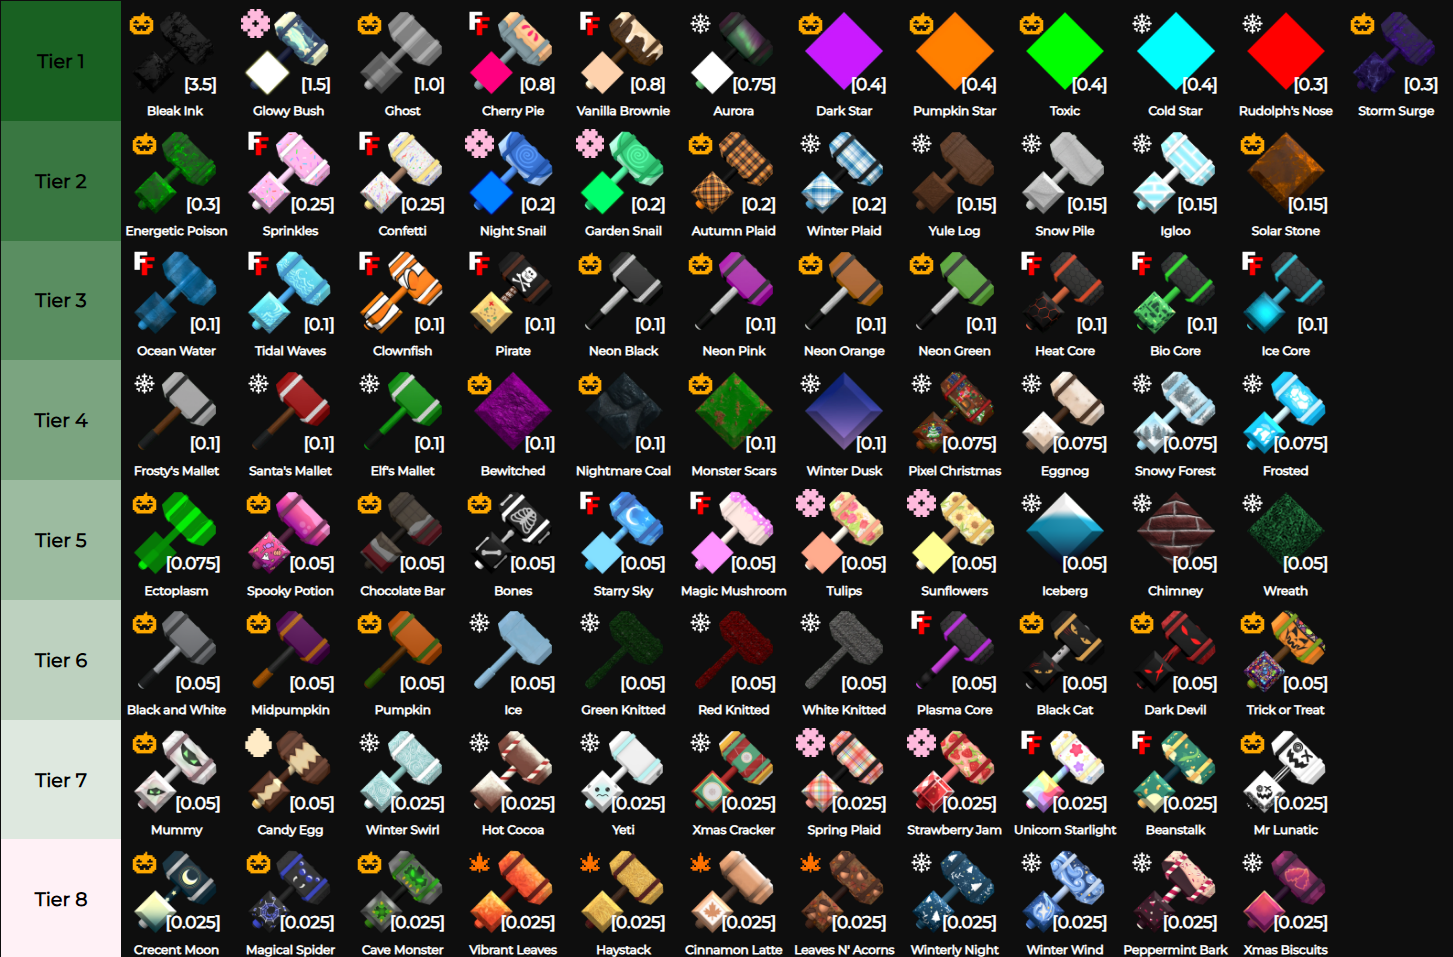 Tier 1
[3.5] [1.5] [1.0] [0.8] [0.8] [0.75] [0.4] [0.4] [0.4] [0.4] [0.3] [0.3]
Bleak Ink Glowy Bush Ghost Cherry Pie Vanilla Brownie Aurora Dark Star Pumpkin Star Toxic Cold Star Rudolph's Nose Storm Surge
Tier 2
[0.3] [0.25] [0.25] [0.2] [0.2] [0.2] [0.2] [0.15] [0.15] [0.15] [0.15]
Energetic Poison Sprinkles Confetti Night Snail Garden Snail Autumn Plaid Winter Plaid Yule Log Snow Pile Igloo Solar Stone
Tier 3
[0.1] [0.1] [0.1] [0.1] [0.1] [0.1] [0.1] [0.1] [0.1] [0.1] [0.1]
Ocean Water Tidal Waves Clownfish Pirate Neon Black Neon Pink Neon Orange Neon Green Heat Core Bio Core Ice Core
Tier 4
[0.1] [0.1] [0.1] [0.1] [0.1] [0.1] [0.1] [0.075] [0.075] [0.075] [0.075]
Frosty's Mallet Santa's Mallet Elf's Mallet Bewitched Nightmare Coal Monster Scars Winter Dusk Pixel Christmas Eggnog Snowy Forest Frosted
Tier 5
[0.075] [0.05] [0.05] [0.05] [0.05] [0.05] [0.05] [0.05] [0.05] [0.05] [0.05]
Ectoplasm Spooky Potion Chocolate Bar Bones Starry Sky Magic Mushroom Tulips Sunflowers Iceberg Chimney Wreath
Tier 6
[0.05] [0.05] [0.05] [0.05] [0.05] [0.05] [0.05] [0.05] [0.05] [0.05] [0.05]
Black and White Midpumpkin Pumpkin Ice Green Knitted Red Knitted White Knitted Plasma Core Black Cat Dark Devil Trick or Treat
Tier 7
[0.05] [0.05] [0.025] [0.025] [0.025] [0.025] [0.025] [0.025] [0.025] [0.025] [0.025]
Mummy Candy Egg Winter Swirl Hot Cocoa Yeti Xmas Cracker Spring Plaid Strawberry Jam Unicorn Starlight Beanstalk Mr Lunatic
Tier 8
[0.025] [0.025] [0.025] [0.025] [0.025] [0.025] [0.025] [0.025] [0.025] [0.025] [0.025]
Crecent Moon Magical Spider Cave Monster Vibrant Leaves Haystack Cinnamon Latte Leaves N' Acorns Winterly Night Winter Wind Peppermint Bark Xmas Biscuits